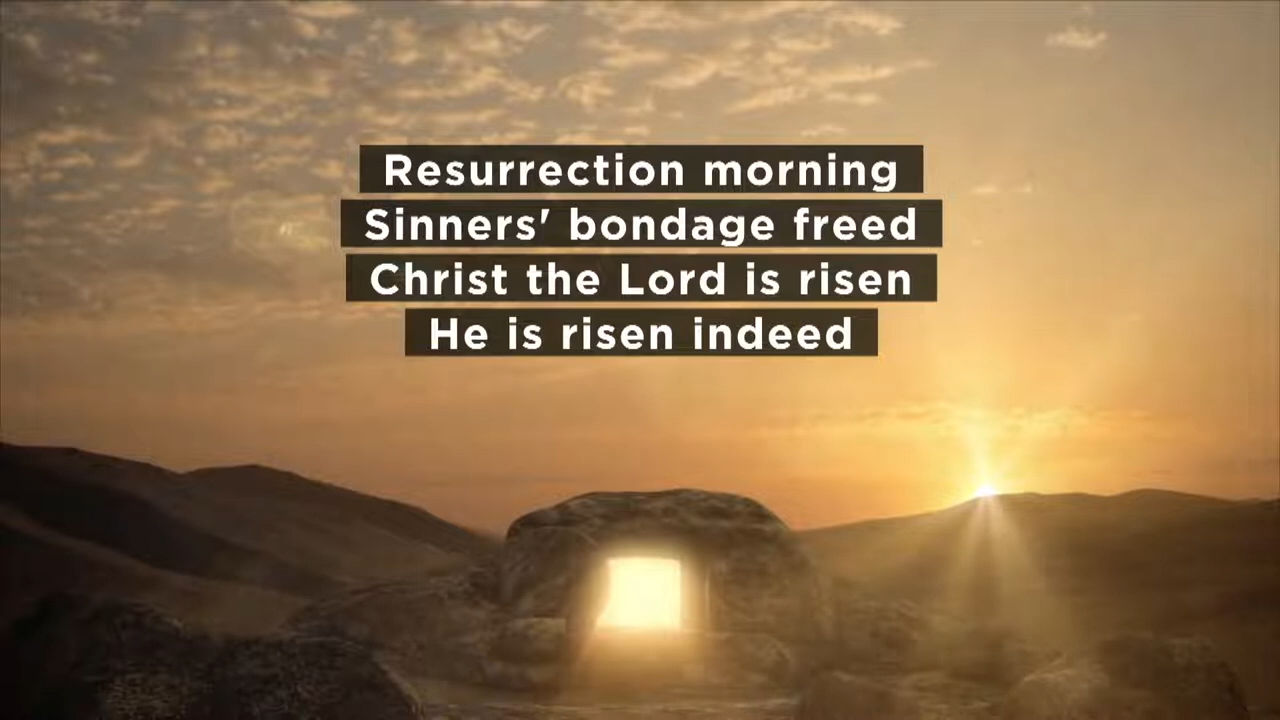 Resurrection morning
Sinners' bondage freed
Christ the Lord is risen
He is risen indeed